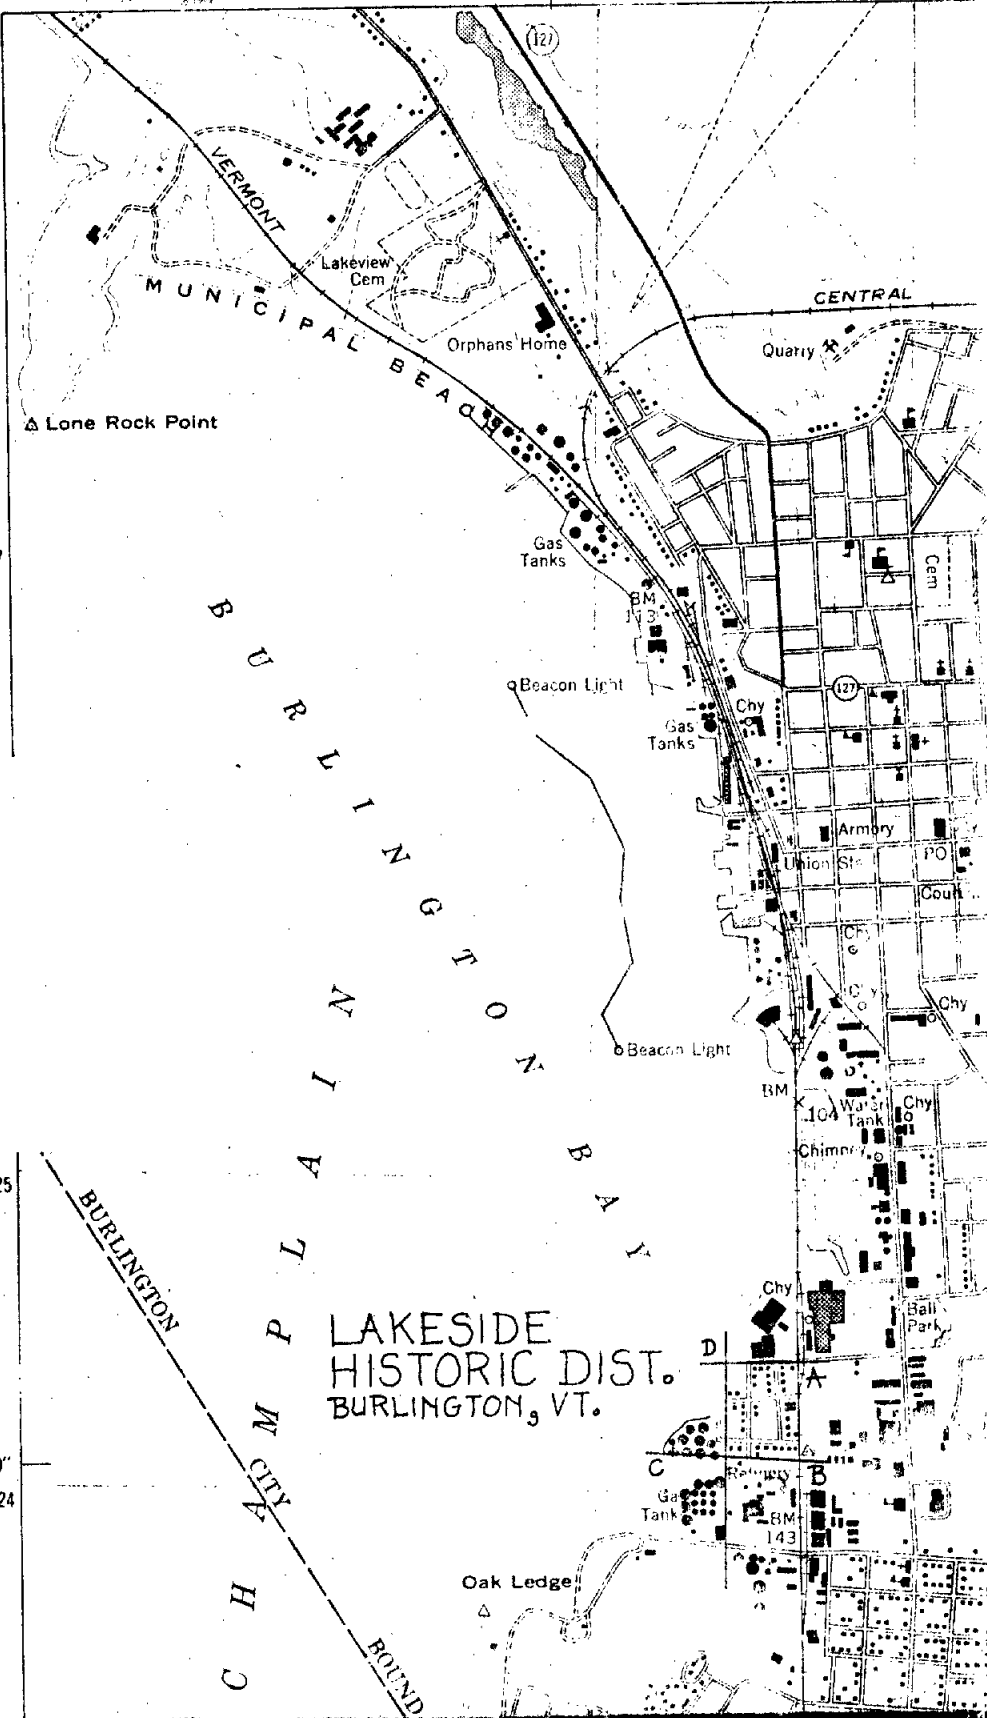 127
VERMONT
CENTRAL
Lakeview
Cem
MUNICIPAL BEACH
Orphans' Home
Quarry
Lone Rock Point
Gas
Tanks
Cem
BM
113
Beacon Light
127
Gas
Tanks
Chy
BURLINGTON BAY
Armory
Union Sta
PO
Court
Chy
Chy
Chy
Beacon Light
BM
104
Water
Tank
Chy
Chimney
25
BURLINGTON
CITY
BOUND
CHAMPLAIN
Chy
Ball
Park
LAKESIDE
HISTORIC DIST.
BURLINGTON, VT.
D
A
C
B
Refinery
Gas
Tank
BM
143
24
Oak Ledge